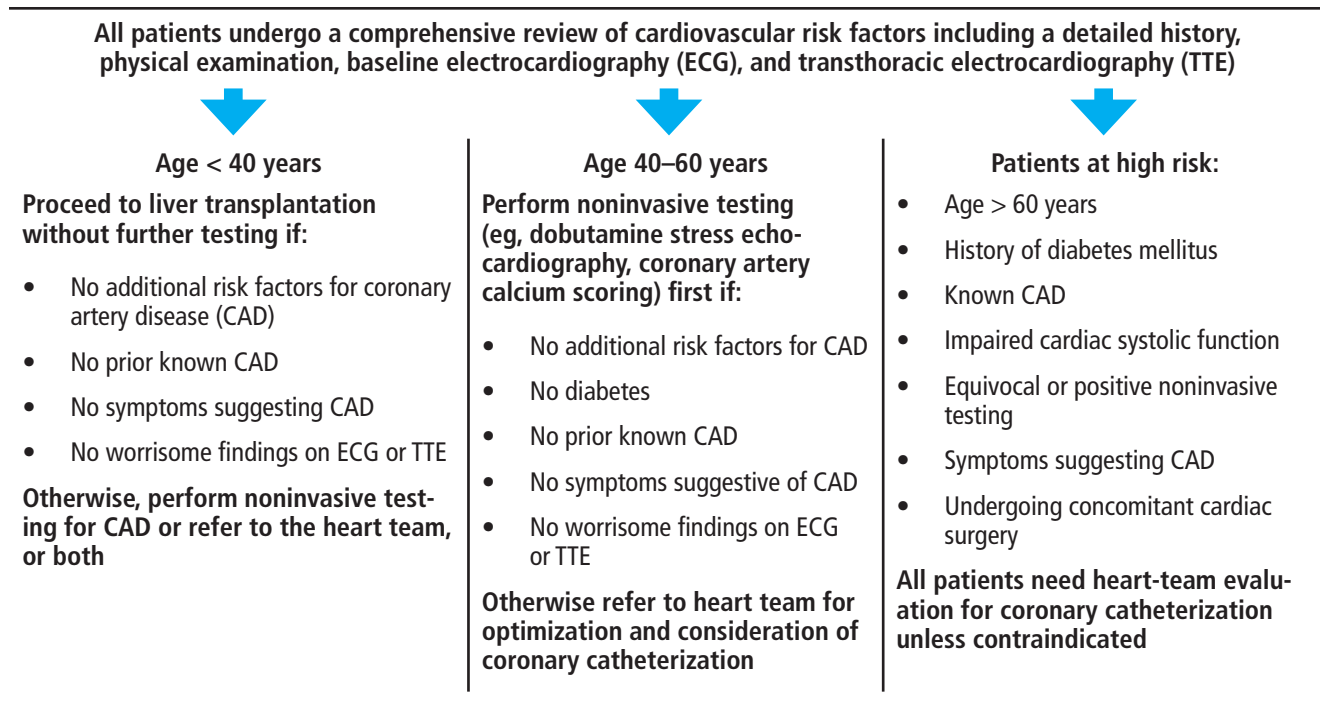 All patients undergo a comprehensive review of cardiovascular risk factors including a detailed history,
physical examination, baseline electrocardiography (ECG), and transthoracic electrocardiography (TTE)
Age < 40 years
Proceed to liver transplantation
without further testing if:
• No additional risk factors for coronary
artery disease (CAD)
• No prior known CAD
• No symptoms suggesting CAD
• No worrisome findings on ECG or TTE
Otherwise, perform noninvasive test-
ing for CAD or refer to the heart team,
or both
Age 40–60 years
Perform noninvasive testing
(eg, dobutamine stress echo-
cardiography, coronary artery
calcium scoring) first if:
• No additional risk factors for CAD
• No diabetes
• No prior known CAD
• No symptoms suggestive of CAD
• No worrisome findings on ECG
or TTE
Otherwise refer to heart team for
optimization and consideration of
coronary catheterization
Patients at high risk:
• Age > 60 years
• History of diabetes mellitus
• Known CAD
• Impaired cardiac systolic function
• Equivocal or positive noninvasive
testing
• Symptoms suggesting CAD
• Undergoing concomitant cardiac
surgery
All patients need heart-team evalu-
ation for coronary catheterization
unless contraindicated